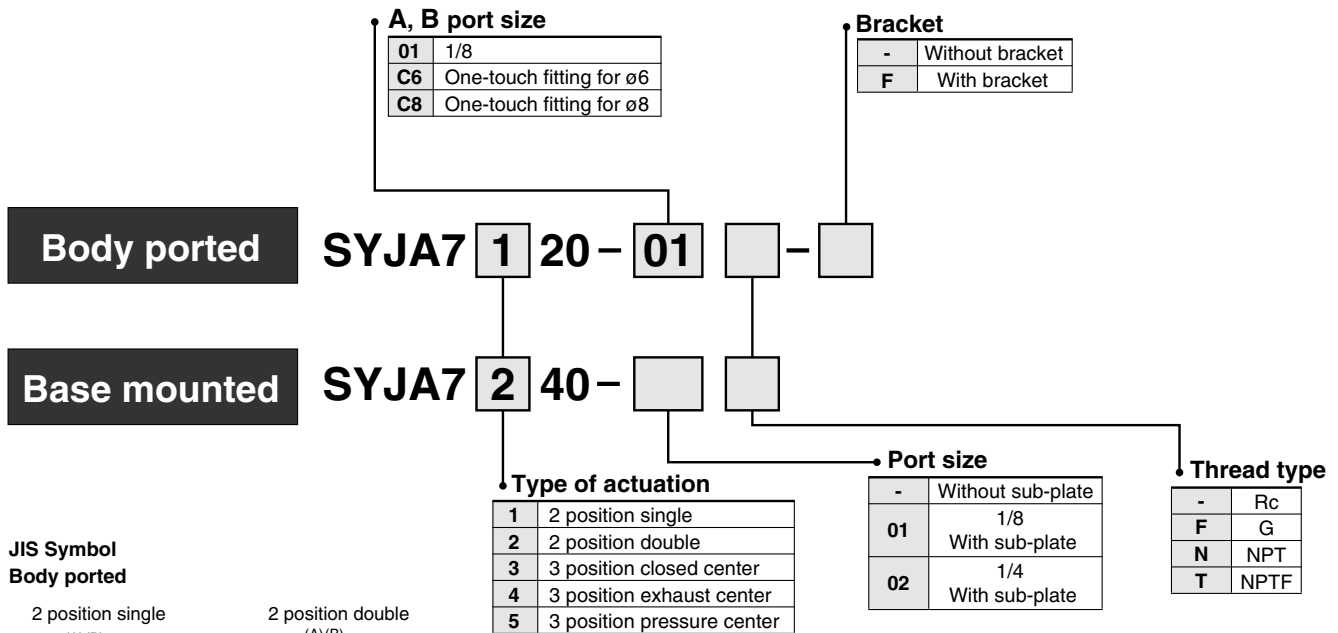 A, B port size
01 1/8
C6 One-touch fitting for ø6
C8 One-touch fitting for ø8
Bracket
- Without bracket
F With bracket
Body ported SYJA7 1 20 – 01 –
Base mounted SYJA7 2 40 –
Type of actuation
1 2 position single
2 2 position double
3 3 position closed center
4 3 position exhaust center
5 3 position pressure center
Port size
- Without sub-plate
01 1/8
With sub-plate
02 1/4
With sub-plate
Thread type
- Rc
F G
N NPT
T NPTF
JIS Symbol
Body ported
2 position single
2 position double
(A)(B)